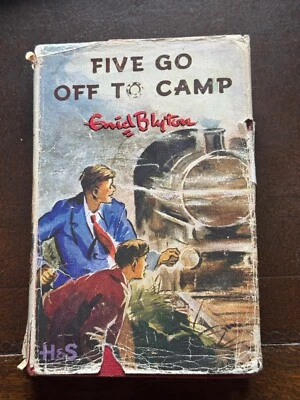 FIVE GO
OFF TO CAMP
Enid Blyton
H&S